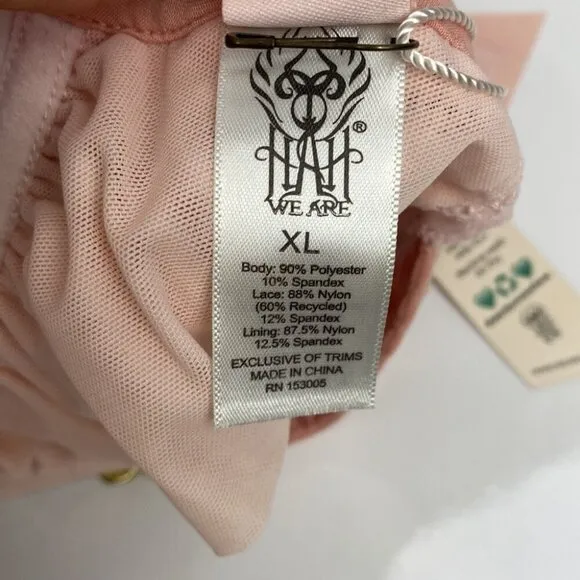 HAH
®
WE ARE
XL
Body: 90% Polyester
10% Spandex
Lace: 88% Nylon
(60% Recycled)
12% Spandex
Lining: 87.5% Nylon
12.5% Spandex
EXCLUSIVE OF TRIMS
MADE IN CHINA
RN 153005